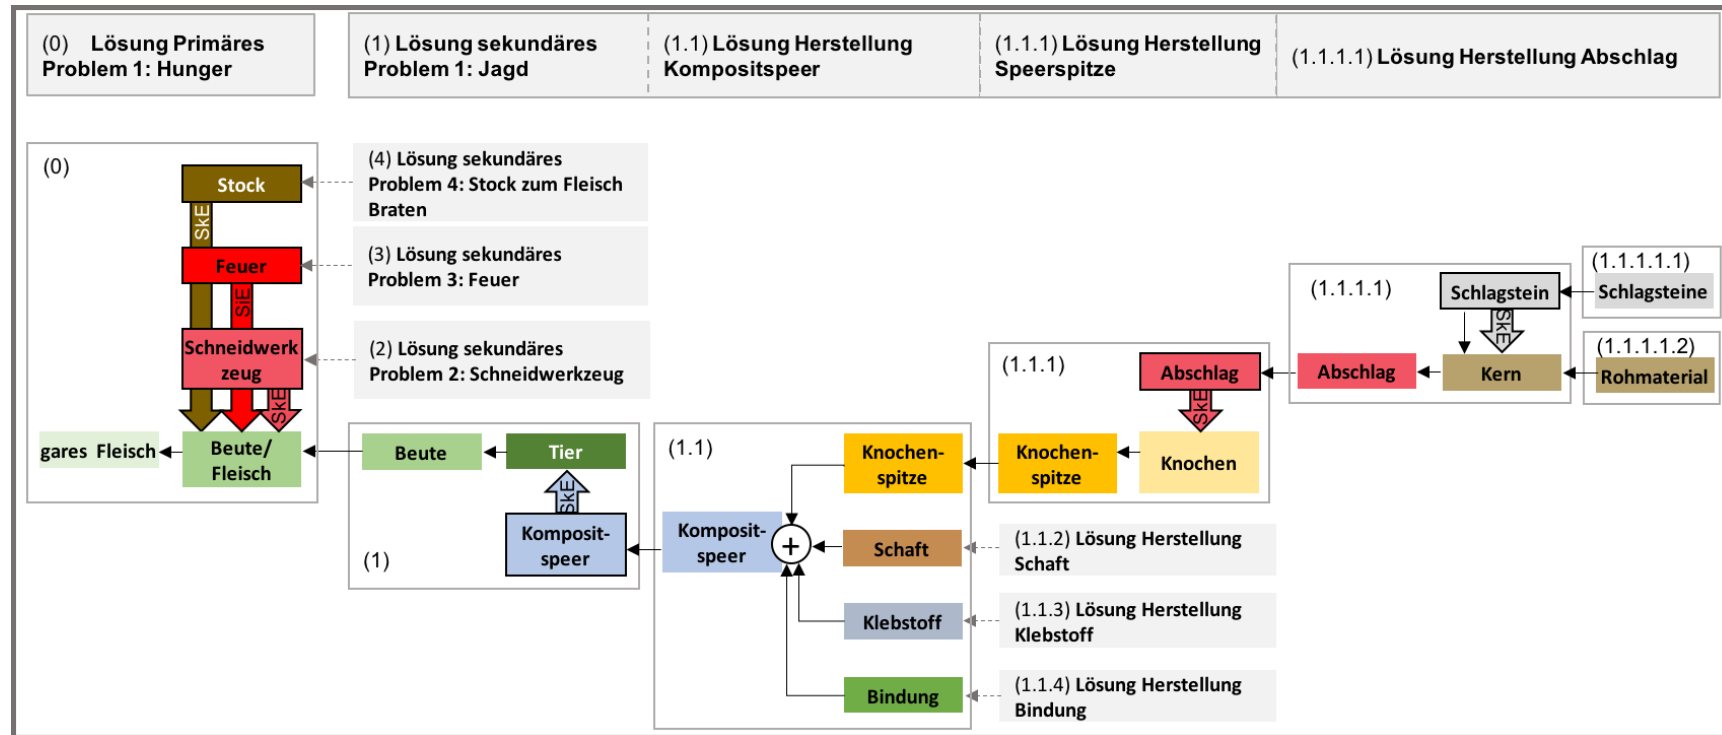 (0) Lösung Primäres
Problem 1: Hunger
(1) Lösung sekundäres
Problem 1: Jagd
(1.1) Lösung Herstellung
Kompositspeer
(1.1.1) Lösung Herstellung
Speerspitze
(1.1.1.1) Lösung Herstellung Abschlag
(0)
Stock
SkE
Feuer
SiE
Schneidwerk
zeug
SkE
gares Fleisch
Beute/
Fleisch
(4) Lösung sekundäres
Problem 4: Stock zum Fleisch
Braten
(3) Lösung sekundäres
Problem 3: Feuer
(2) Lösung sekundäres
Problem 2: Schneidwerkzeug
Beute
Tier
SkE
Komposit-
speer
(1)
(1.1)
Knochen-
spitze
Komposit-
speer
+
Schaft
Klebstoff
Bindung
(1.1.1)
Abschlag
SkE
Knochen-
spitze
Knochen
(1.1.2) Lösung Herstellung
Schaft
(1.1.3) Lösung Herstellung
Klebstoff
(1.1.4) Lösung Herstellung
Bindung
(1.1.1.1)
Schlagstein
SkE
Abschlag
Kern
(1.1.1.1.1)
Schlagsteine
(1.1.1.1.2)
Rohmaterial